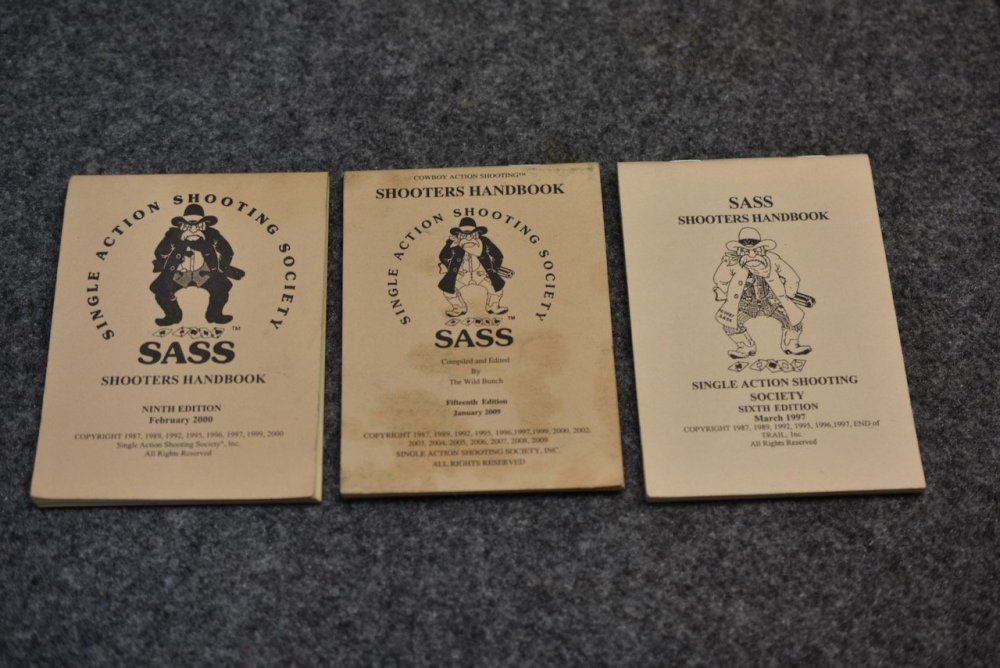 SINGLE ACTION SHOOTING SOCIETY
TM
SASS
SHOOTERS HANDBOOK
NINTH EDITION
February 2000
COPYRIGHT 1987, 1989, 1992, 1995, 1996, 1997, 1999, 2000
Single Action Shooting Society®, Inc.
All Rights Reserved
COWBOY ACTION SHOOTING™
SHOOTERS HANDBOOK
SINGLE ACTION SHOOTING SOCIETY
TM
SASS
Compiled and Edited
By
The Wild Bunch
Fifteenth Edition
January 2009
COPYRIGHT 1987, 1989, 1992, 1995, 1996,1997,1999, 2000, 2002,
2003, 2004, 2005, 2006, 2007, 2008, 2009
SINGLE ACTION SHOOTING SOCIETY, INC.
ALL RIGHTS RESERVED
SASS
SHOOTERS HANDBOOK
SINGLE ACTION SHOOTING
SOCIETY
SIXTH EDITION
March 1997
COPYRIGHT 1987, 1989, 1992, 1995, 1996,1997, END of
TRAIL, Inc.
All Rights Reserved